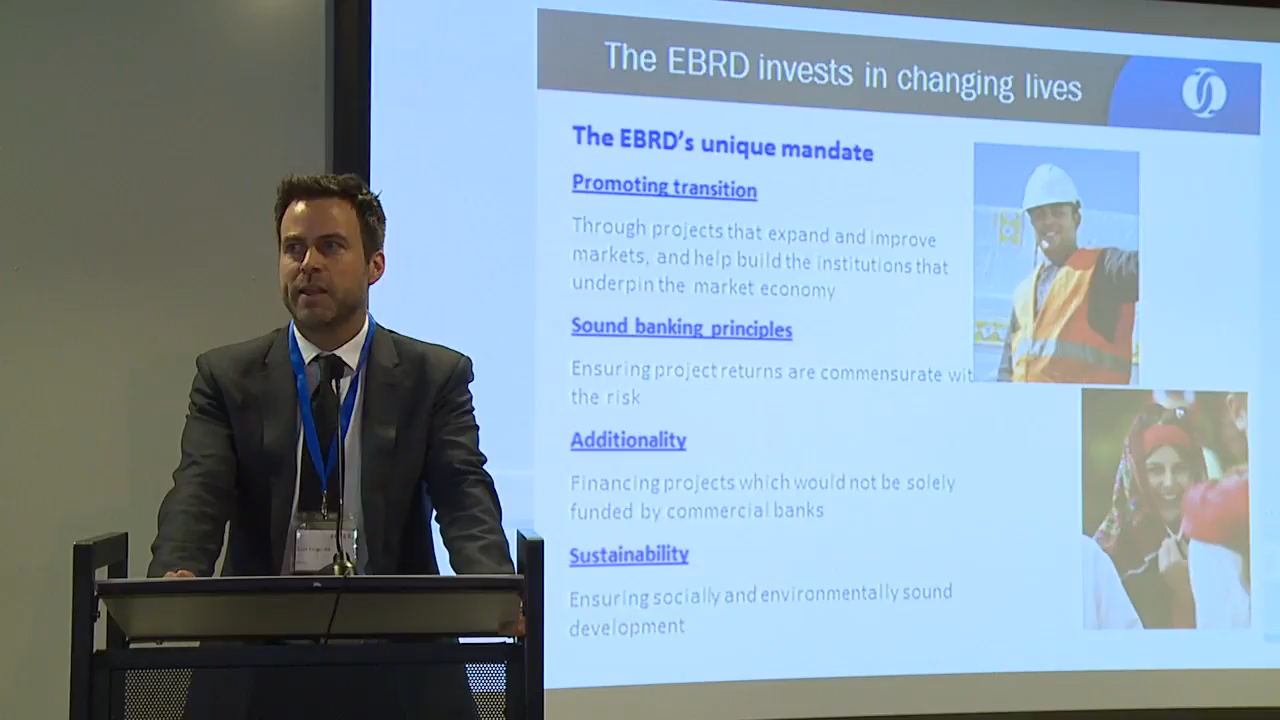 The EBRD invests in changing lives
The EBRD's unique mandate
Promoting transition
Through projects that expand and improve
markets, and help build the institutions that
underpin the market economy
Sound banking principles
Ensuring project returns are commensurate wit
the risk
Additionality
Financing projects which would not be solely
funded by commercial banks
Sustainability
Ensuring socially and environmentally sound
development